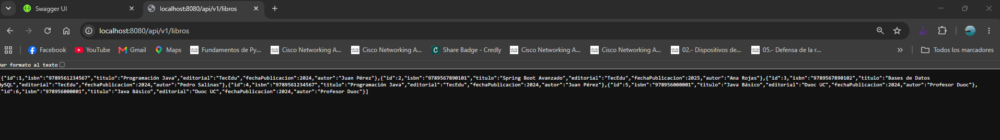 Swagger UI
localhost:8080/api/v1/libros
localhost:8080/api/v1/libros
Facebook YouTube Gmail Maps Fundamentos de Py... Cisco Networking A... Cisco Networking A... Share Badge - Credly Cisco Networking A... Cisco Networking A... 02.- Dispositivos de... 05.- Defensa de la r... » Todos los marcadores
Dar formato al texto
[{"id":1,"isbn":"9789561234567","titulo":"Programación Java","editorial":"TecEdu","fechaPublicacion":2024,"autor":"Juan Pérez"},{"id":2,"isbn":"9789567890101","titulo":"Spring Boot Avanzado","editorial":"TecEdu","fechaPublicacion":2025,"autor":"Ana Rojas"},{"id":3,"isbn":"9789567890102","titulo":"Bases de Datos
MySQL","editorial":"TecEdu","fechaPublicacion":2024,"autor":"Pedro Salinas"},{"id":4,"isbn":"9789561234567","titulo":"Programación Java","editorial":"TecEdu","fechaPublicacion":2024,"autor":"Juan Pérez"},{"id":5,"isbn":"978956000001","titulo":"Java Básico","editorial":"Duoc UC","fechaPublicacion":2024,"autor":"Profesor Duoc"},
{"id":6,"isbn":"978956000001","titulo":"Java Básico","editorial":"Duoc UC","fechaPublicacion":2024,"autor":"Profesor Duoc"}]